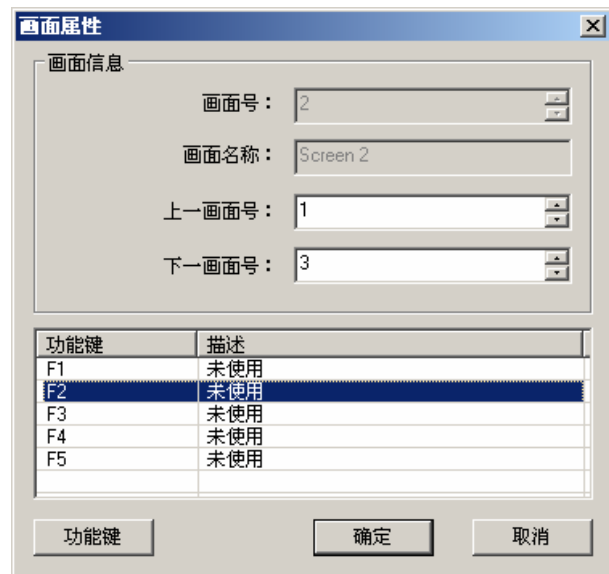 画面属性
画面信息
画面号： 2
画面名称： Screen 2
上一画面号： 1
下一画面号： 3
功能键 描述
F1 未使用
F2 未使用
F3 未使用
F4 未使用
F5 未使用
功能键 确定 取消